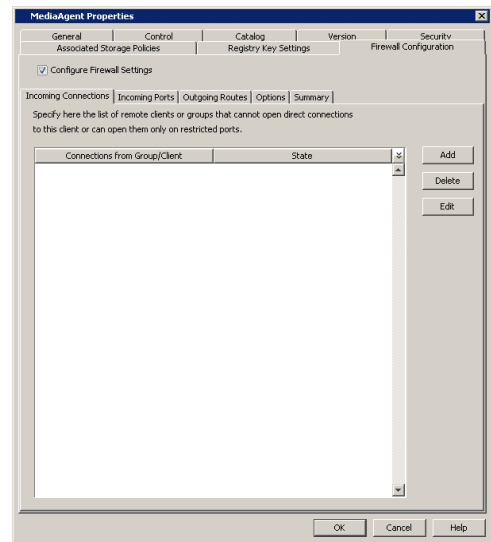 MediaAgent Properties
General Control Catalog Version Security
Associated Storage Policies Registry Key Settings Firewall Configuration
Configure Firewall Settings
Incoming Connections Incoming Ports Outgoing Routes Options Summary
Specify here the list of remote clients or groups that cannot open direct connections
to this client or can open them only on restricted ports.
Connections from Group/Client State Add
Delete
Edit
OK Cancel Help